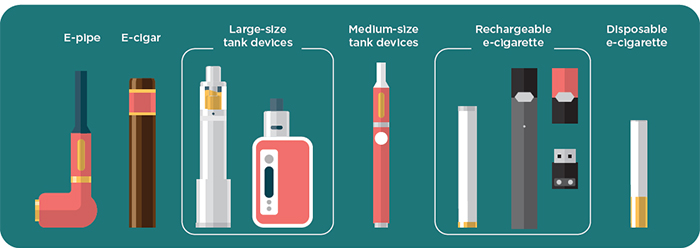 E-pipe
E-cigar
Large-size
tank devices
Medium-size
tank devices
Rechargeable
e-cigarette
Disposable
e-cigarette